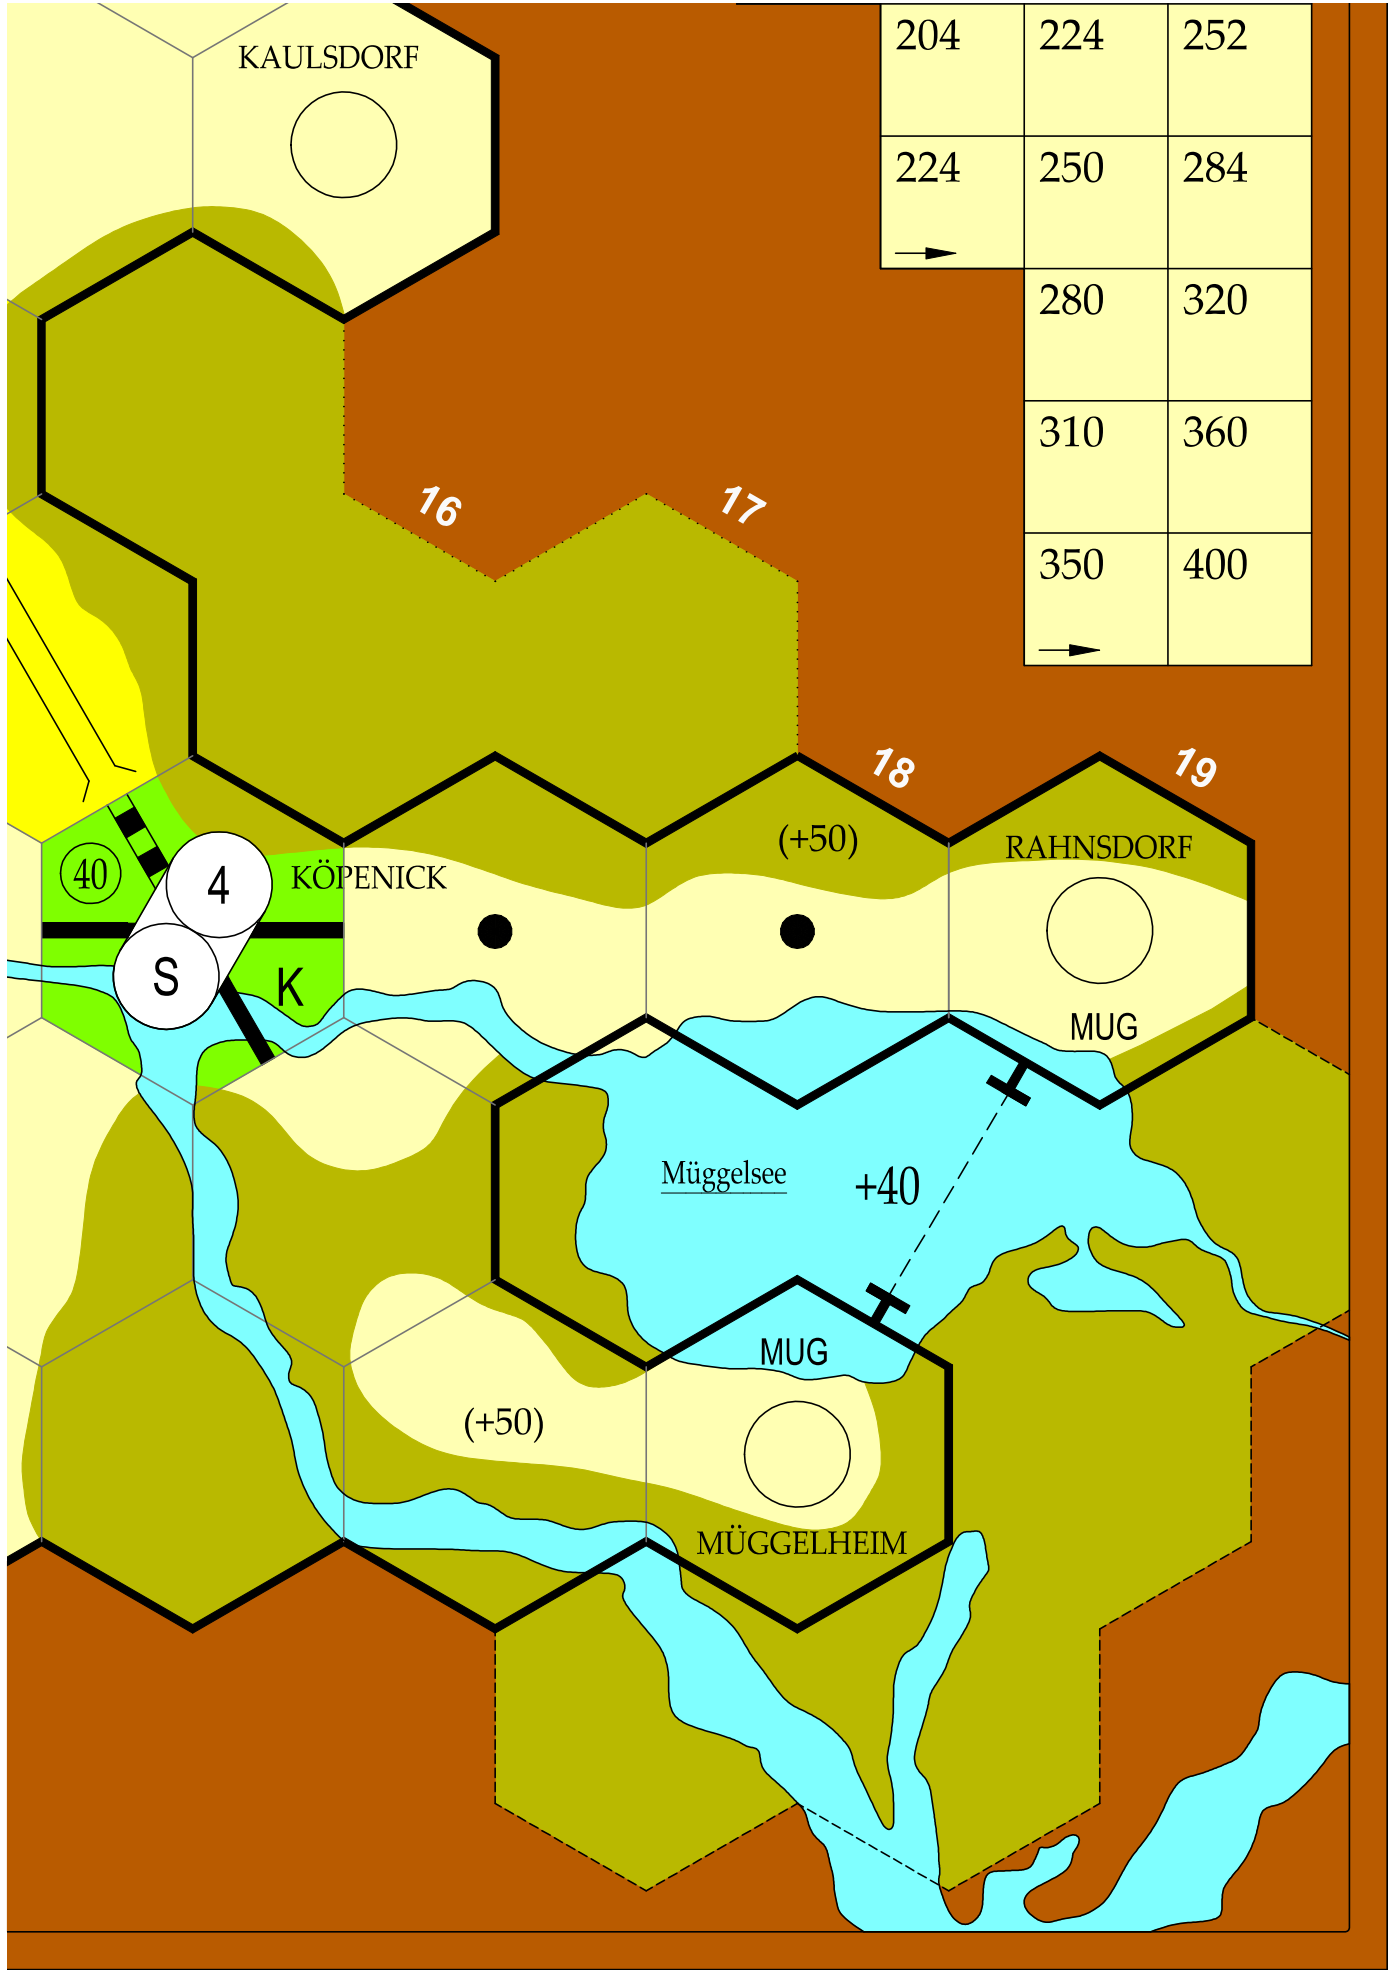 204 224 252
KAULSDORF
224 250 284
280 320
310 360
16 17
350 400
18 19
(+50)
RAHNSDORF
40 4 KÖPENICK
S K
MUG
Müggelsee +40
MUG
(+50)
MÜGGELHEIM